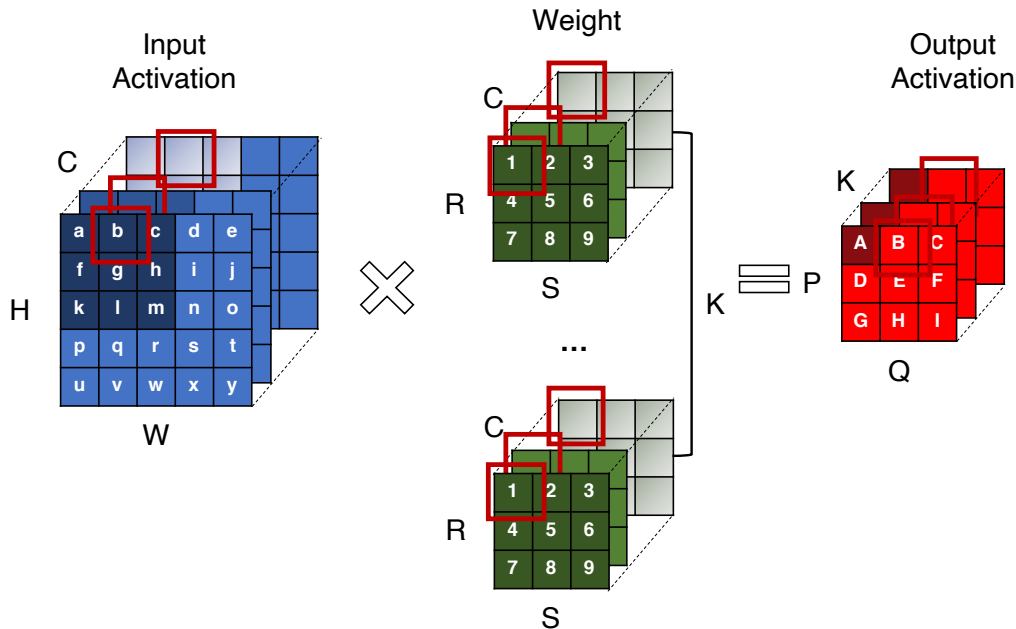 Input
Activation
Weight
Output
Activation
C
a b c d e
f g h i j
k l m n o
p q r s t
u v w x y
H
W
C
1 2 3
4 5 6
7 8 9
R
S
...
C
1 2 3
4 5 6
7 8 9
R
S
K
K
A B C
D E F
G H I
P
Q